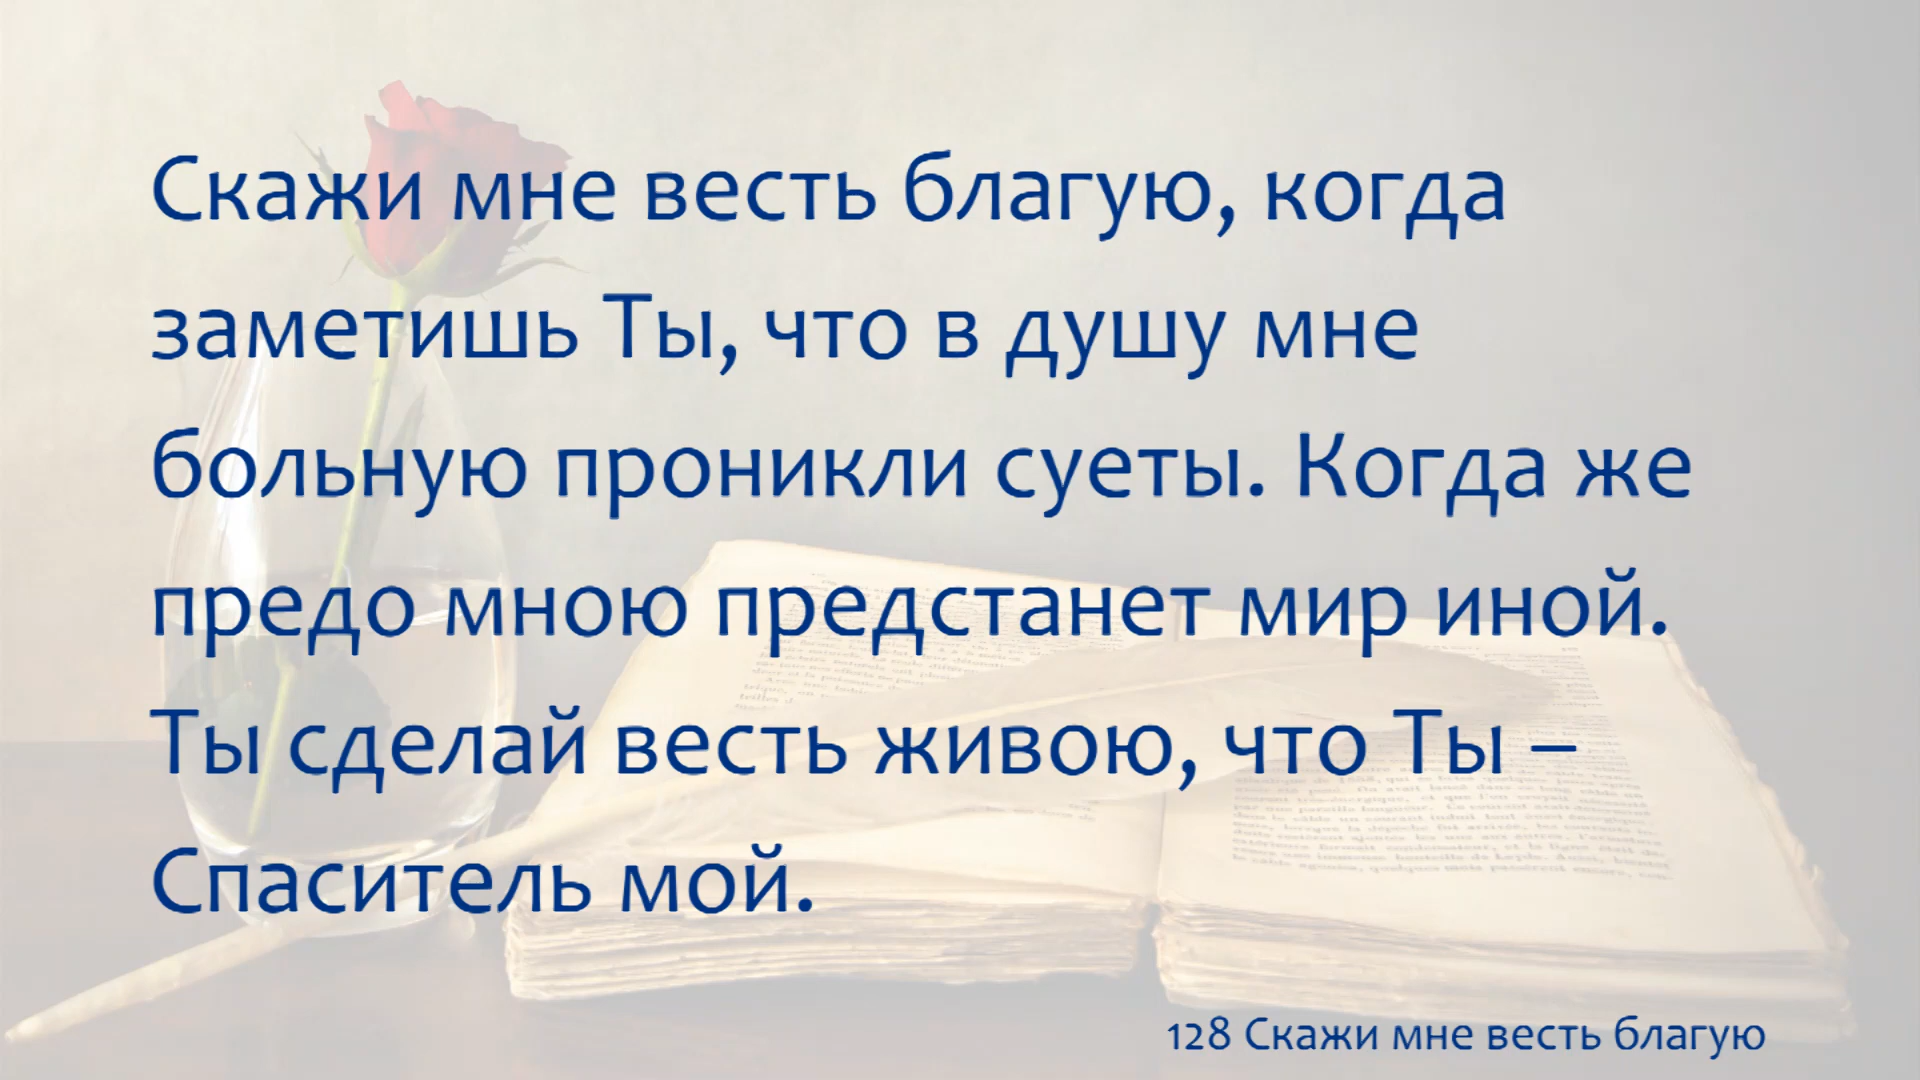 Скажи мне весть благую, когда
заметишь Ты, что в душу мне
больную проникли суеты. Когда же
предо мною предстанет мир иной.
Ты сделай весть живою, что Ты –
Спаситель мой.
128 Скажи мне весть благую